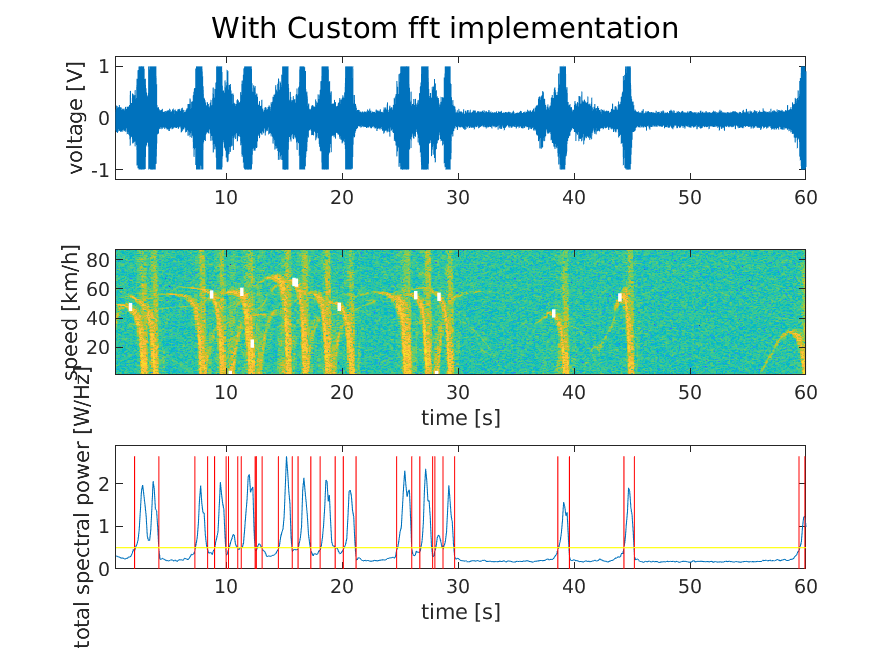 With Custom fft implementation
voltage [V]
1
0
-1
10 20 30 40 50 60
speed [km/h]
80
60
40
20
10 20 30 40 50 60
time [s]
total spectral power [W/Hz]
2
1
0
10 20 30 40 50 60
time [s]